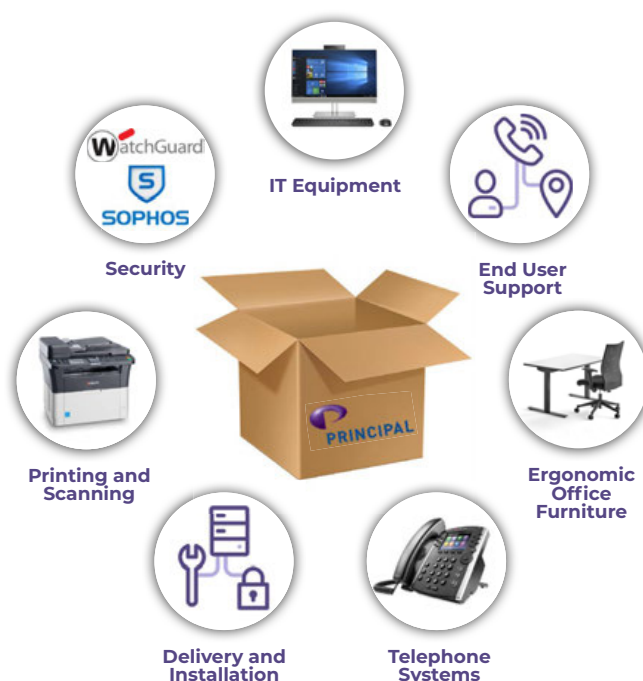 IT Equipment
WatchGuard
SOPHOS
Security
End User
Support
PRINCIPAL
Printing and
Scanning
Ergonomic
Office
Furniture
Delivery and
Installation
Telephone
Systems